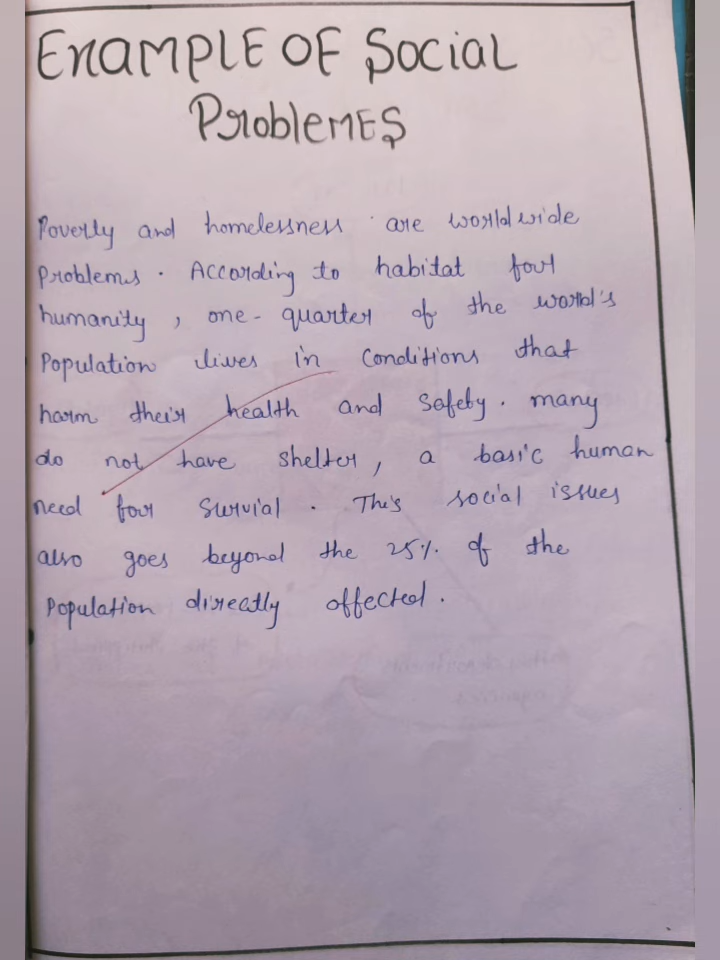 EXAMPLE OF SOCIAL
PROBLEMES
Poverty and homelessness are worldwide
problems. According to habitat four
humanity, one-quarter of the world's
Population lives in Conditions that
harm their health and safety. many
do not have shelter, a basic human
need four survial. This social issues
also goes beyond the 25% of the
Population directly affected.